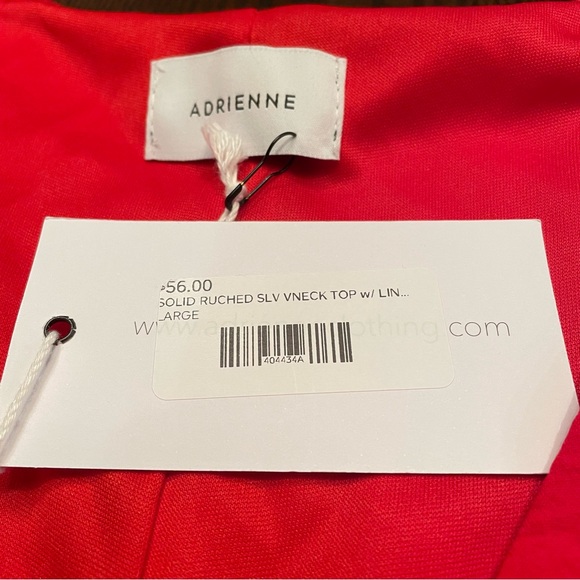 ADRIENNE
$56.00
SOLID RUCHED SLV VNECK TOP w/ LIN...
LARGE
404434A